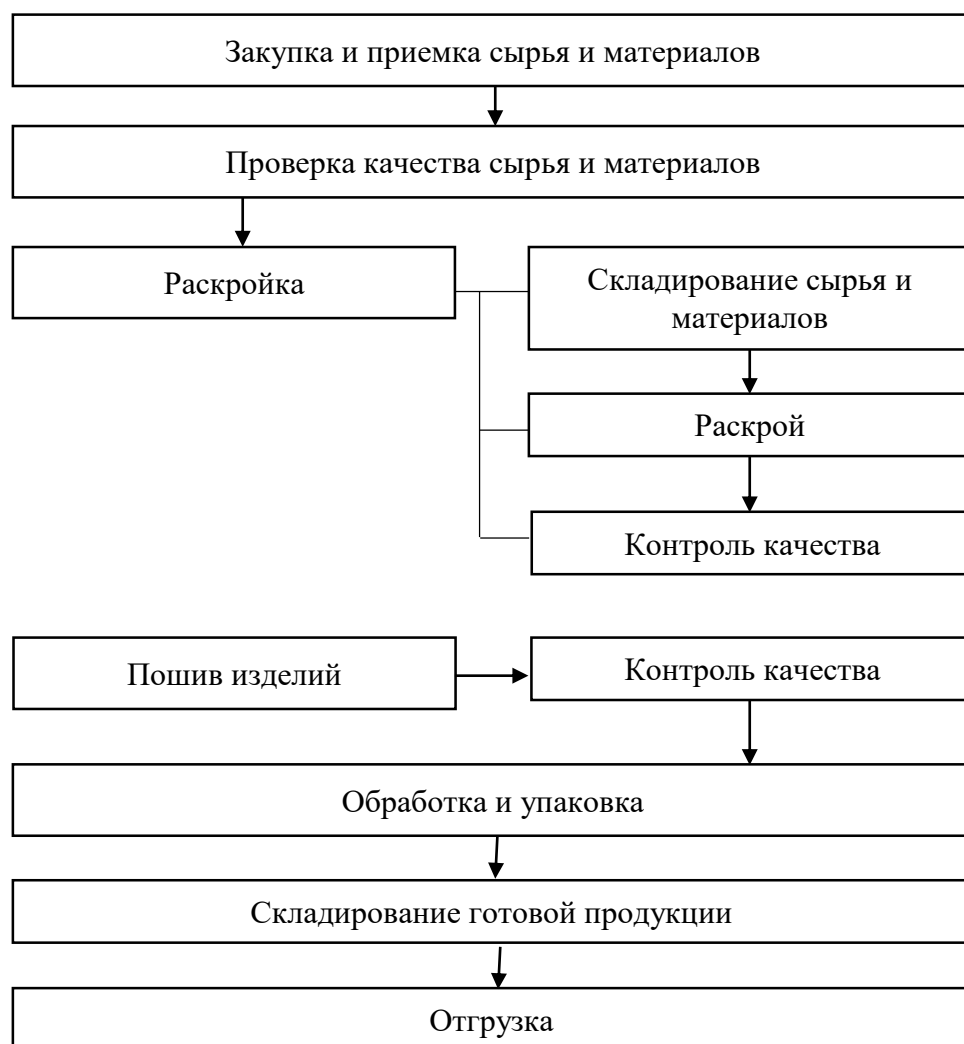 Закупка и приемка сырья и материалов
Проверка качества сырья и материалов
Раскройка
Складирование сырья и
материалов
Раскрой
Контроль качества
Пошив изделий
Контроль качества
Обработка и упаковка
Складирование готовой продукции
Отгрузка